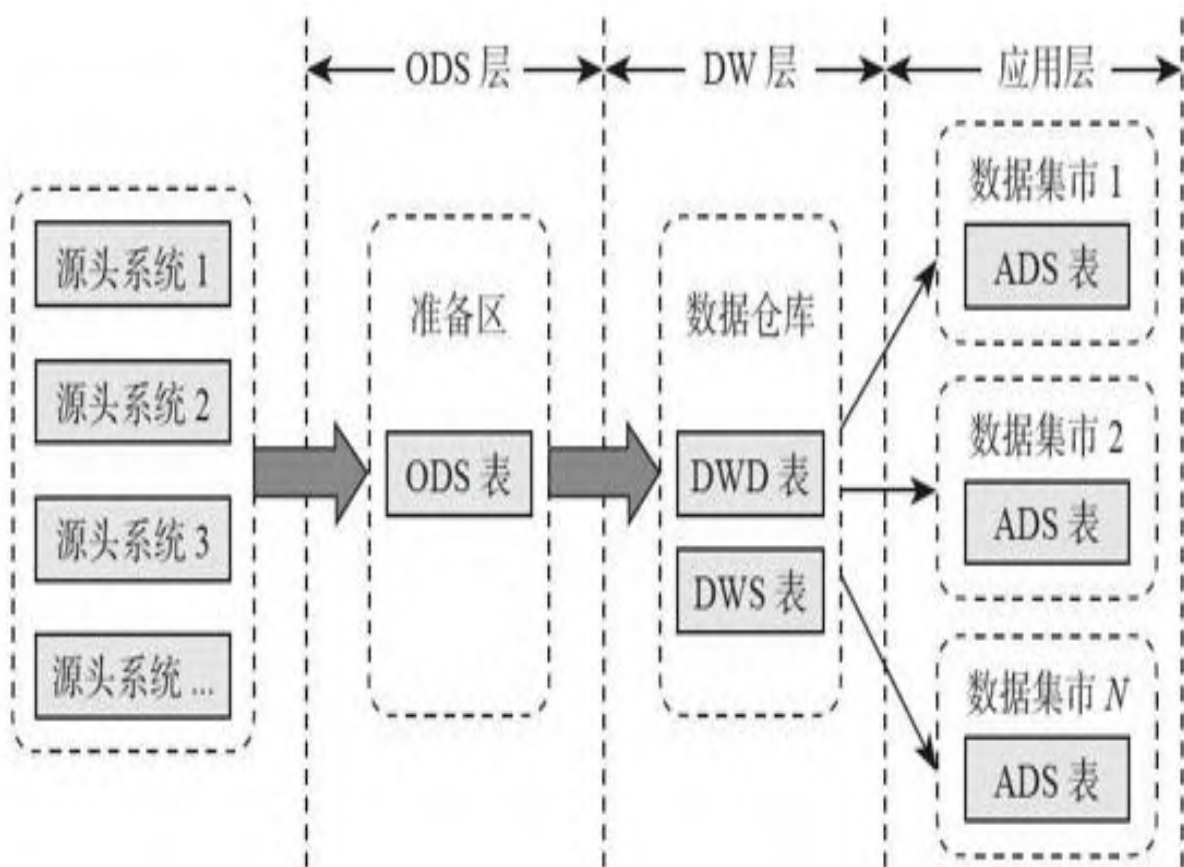 ODS 层
DW 层
应用层
源头系统 1
源头系统 2
源头系统 3
源头系统 ...
准备区
ODS 表
数据仓库
DWD 表
DWS 表
数据集市 1
ADS 表
数据集市 2
ADS 表
数据集市 N
ADS 表